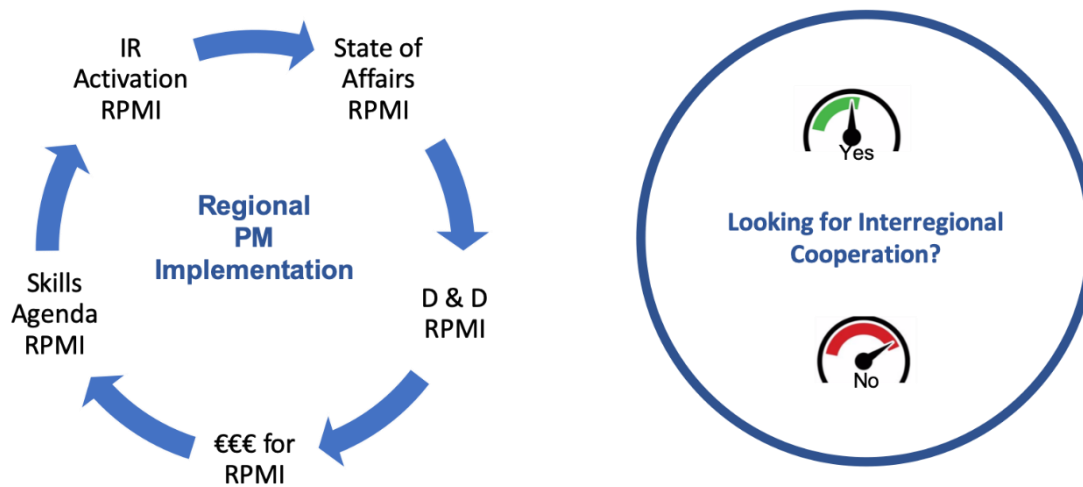 IR
Activation
RPMI
State of
Affairs
RPMI
D & D
RPMI
€€€ for
RPMI
Skills
Agenda
RPMI
Regional
PM
Implementation
Yes
Looking for Interregional
Cooperation?
No